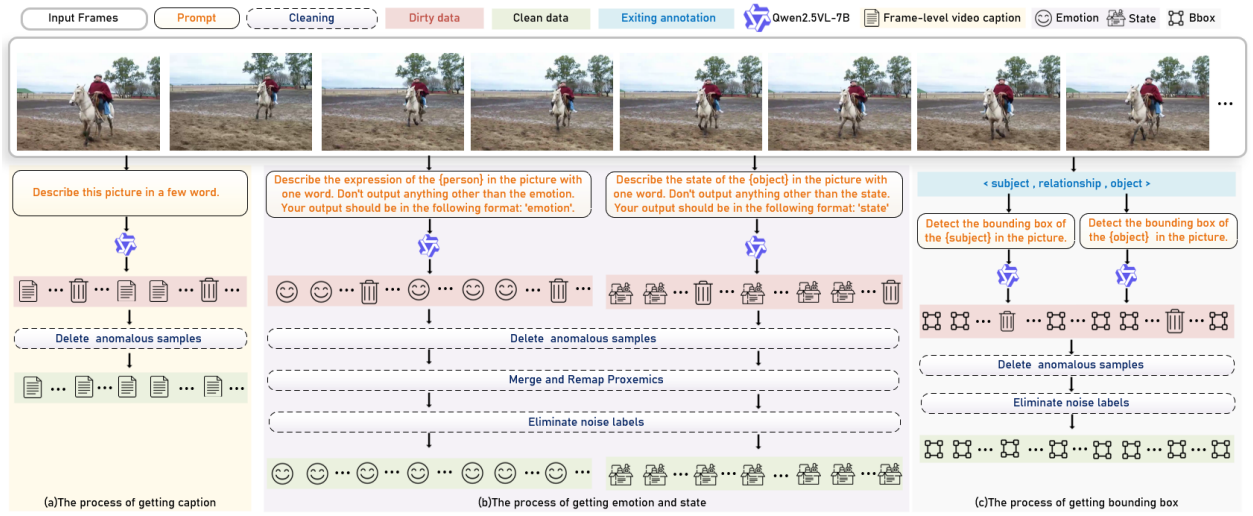 Input Frames
Prompt
Cleaning
Dirty data
Clean data
Exiting annotation
Qwen2.5VL-7B
Frame-level video caption
Emotion
State
Bbox
...
Describe this picture in a few word.
Describe the expression of the {person} in the picture with
one word. Don't output anything other than the emotion.
Your output should be in the following format: 'emotion'.
Describe the state of the {object} in the picture with
one word. Don't output anything other than the state.
Your output should be in the following format: 'state'
< subject , relationship , object >
Detect the bounding box of
the {subject} in the picture.
Detect the bounding box of
the {object} in the picture.
Delete anomalous samples
Delete anomalous samples
Merge and Remap Proxemics
Eliminate noise labels
Delete anomalous samples
Eliminate noise labels
(a)The process of getting caption
(b)The process of getting emotion and state
(c)The process of getting bounding box